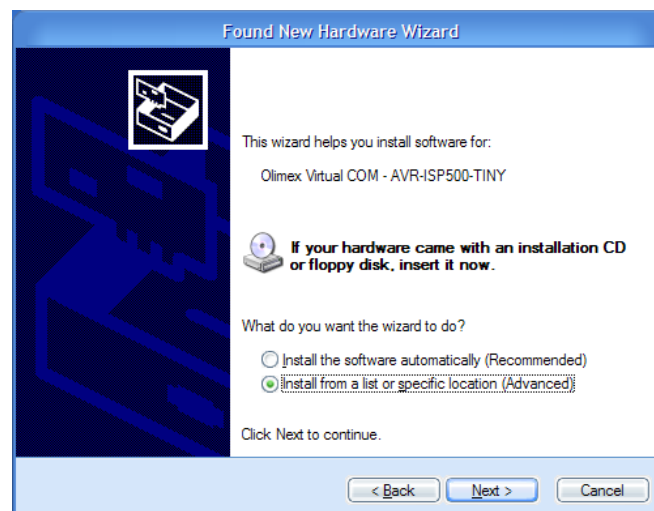 Found New Hardware Wizard
This wizard helps you install software for:
Olimex Virtual COM - AVR-ISP500-TINY
If your hardware came with an installation CD
or floppy disk, insert it now.
What do you want the wizard to do?
Install the software automatically (Recommended)
Install from a list or specific location (Advanced)
Click Next to continue.
< Back Next > Cancel